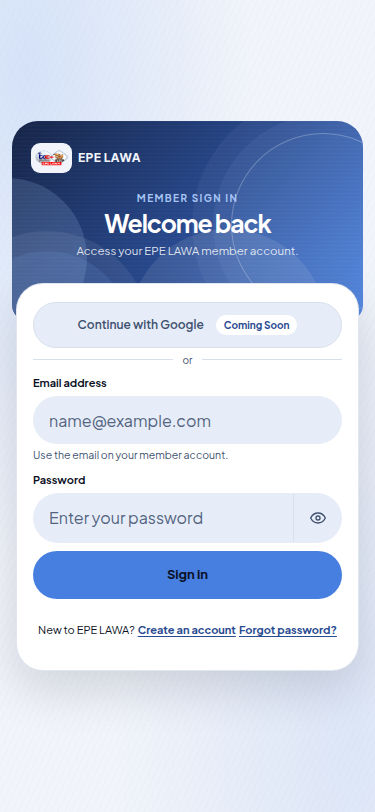 EPE LAWA
MEMBER SIGN IN
Welcome back
Access your EPE LAWA member account.
Continue with Google
Coming Soon
or
Email address
name@example.com
Use the email on your member account.
Password
Enter your password
Sign in
New to EPE LAWA? Create an account Forgot password?